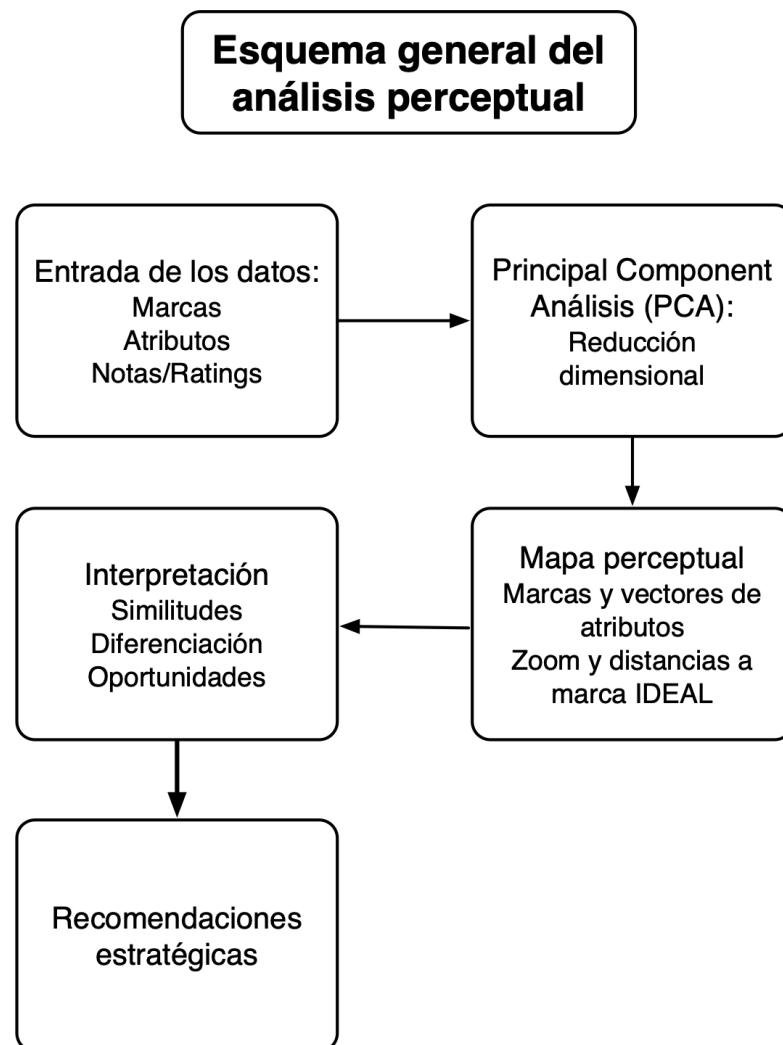 Esquema general del
análisis perceptual
Entrada de los datos:
Marcas
Atributos
Notas/Ratings
Principal Component
Análisis (PCA):
Reducción
dimensional
Mapa perceptual
Marcas y vectores de
atributos
Zoom y distancias a
marca IDEAL
Interpretación
Similitudes
Diferenciación
Oportunidades
Recomendaciones
estratégicas